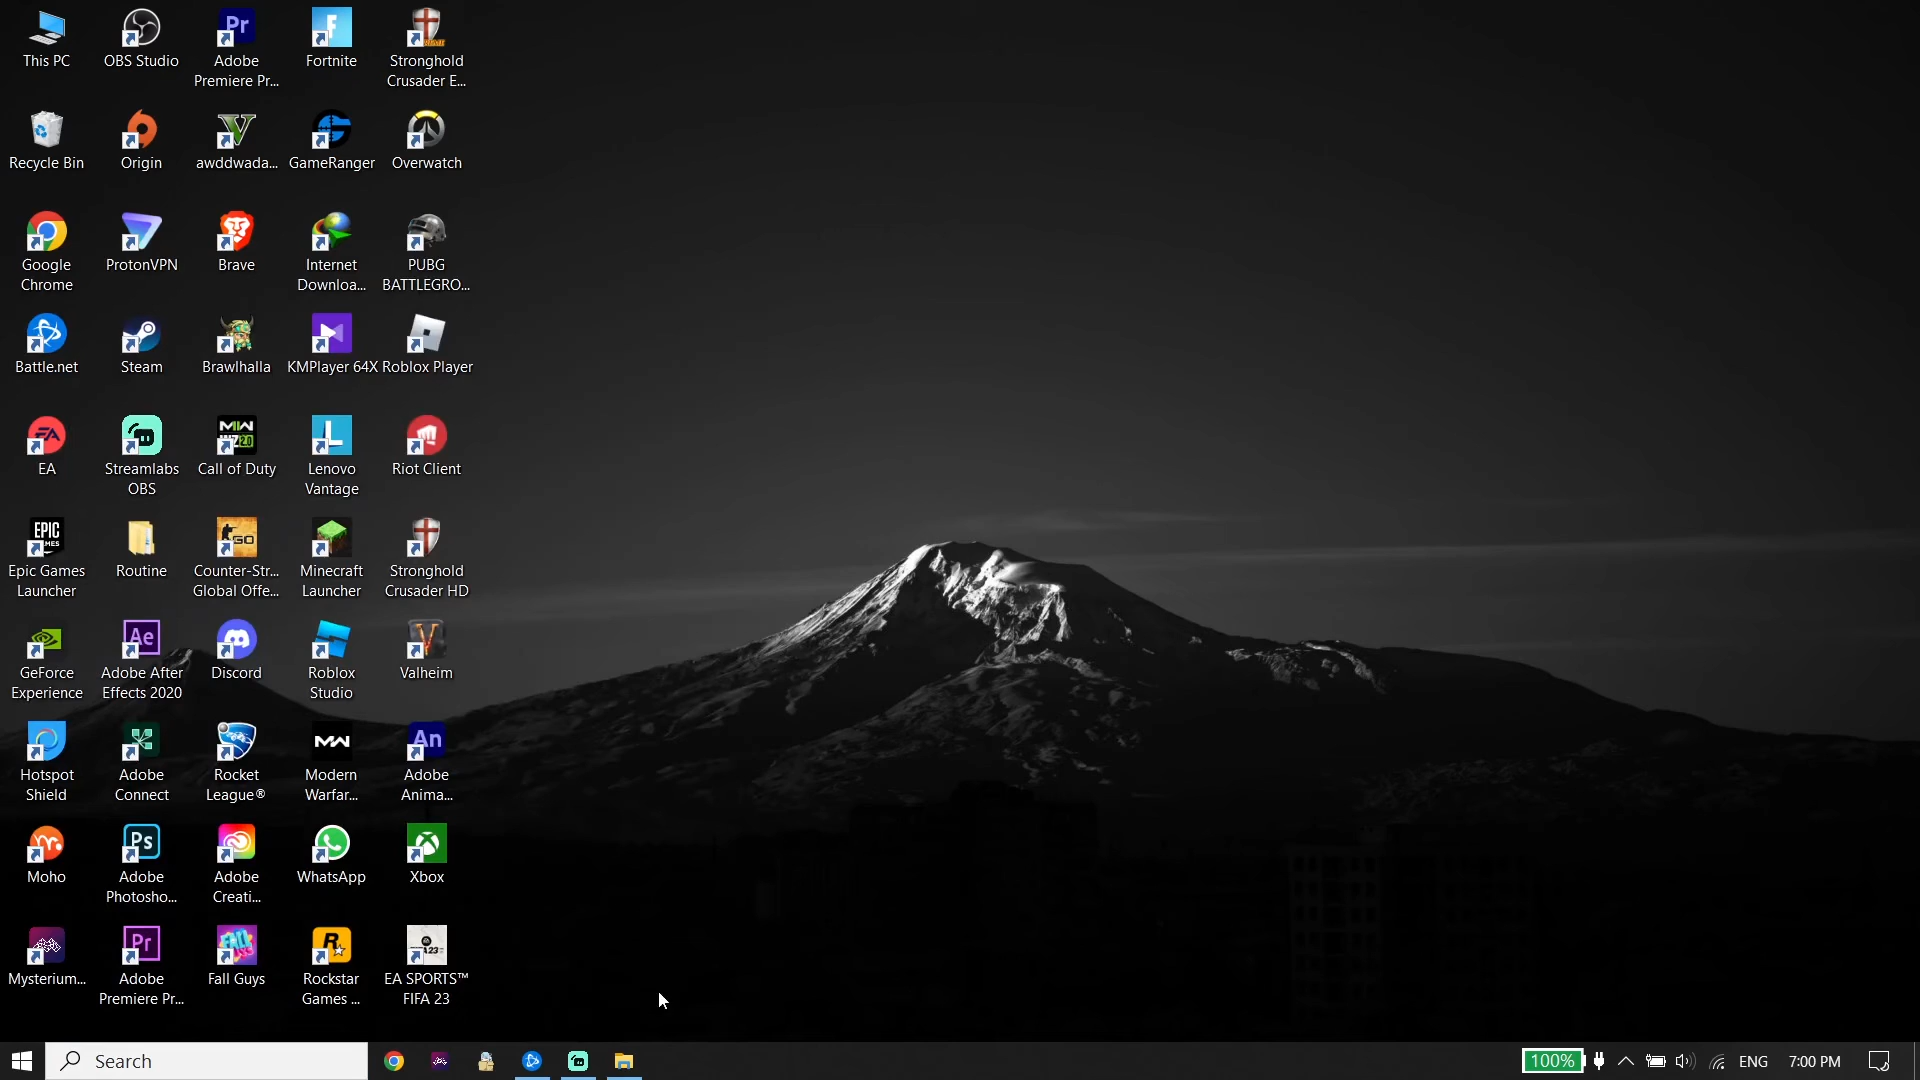 This PC
OBS Studio
Adobe
Premiere Pr...
Fortnite
Stronghold
Crusader E...
Recycle Bin
Origin
awddwada...
GameRanger
Overwatch
Google
Chrome
ProtonVPN
Brave
Internet
Downloa...
PUBG
BATTLEGRO...
Battle.net
Steam
Brawlhalla
KMPlayer 64X
Roblox Player
EA
Streamlabs
OBS
Call of Duty
Lenovo
Vantage
Riot Client
Epic Games
Launcher
Routine
Counter-Str...
Global Offe...
Minecraft
Launcher
Stronghold
Crusader HD
GeForce
Experience
Adobe After
Effects 2020
Discord
Roblox
Studio
Valheim
Hotspot
Shield
Adobe
Connect
Rocket
League®
Modern
Warfar...
Adobe
Anima...
Moho
Adobe
Photosho...
Adobe
Creati...
WhatsApp
Xbox
Mysterium...
Adobe
Premiere Pr...
Fall Guys
Rockstar
Games ...
EA SPORTS™
FIFA 23
Search
100%
ENG
7:00 PM